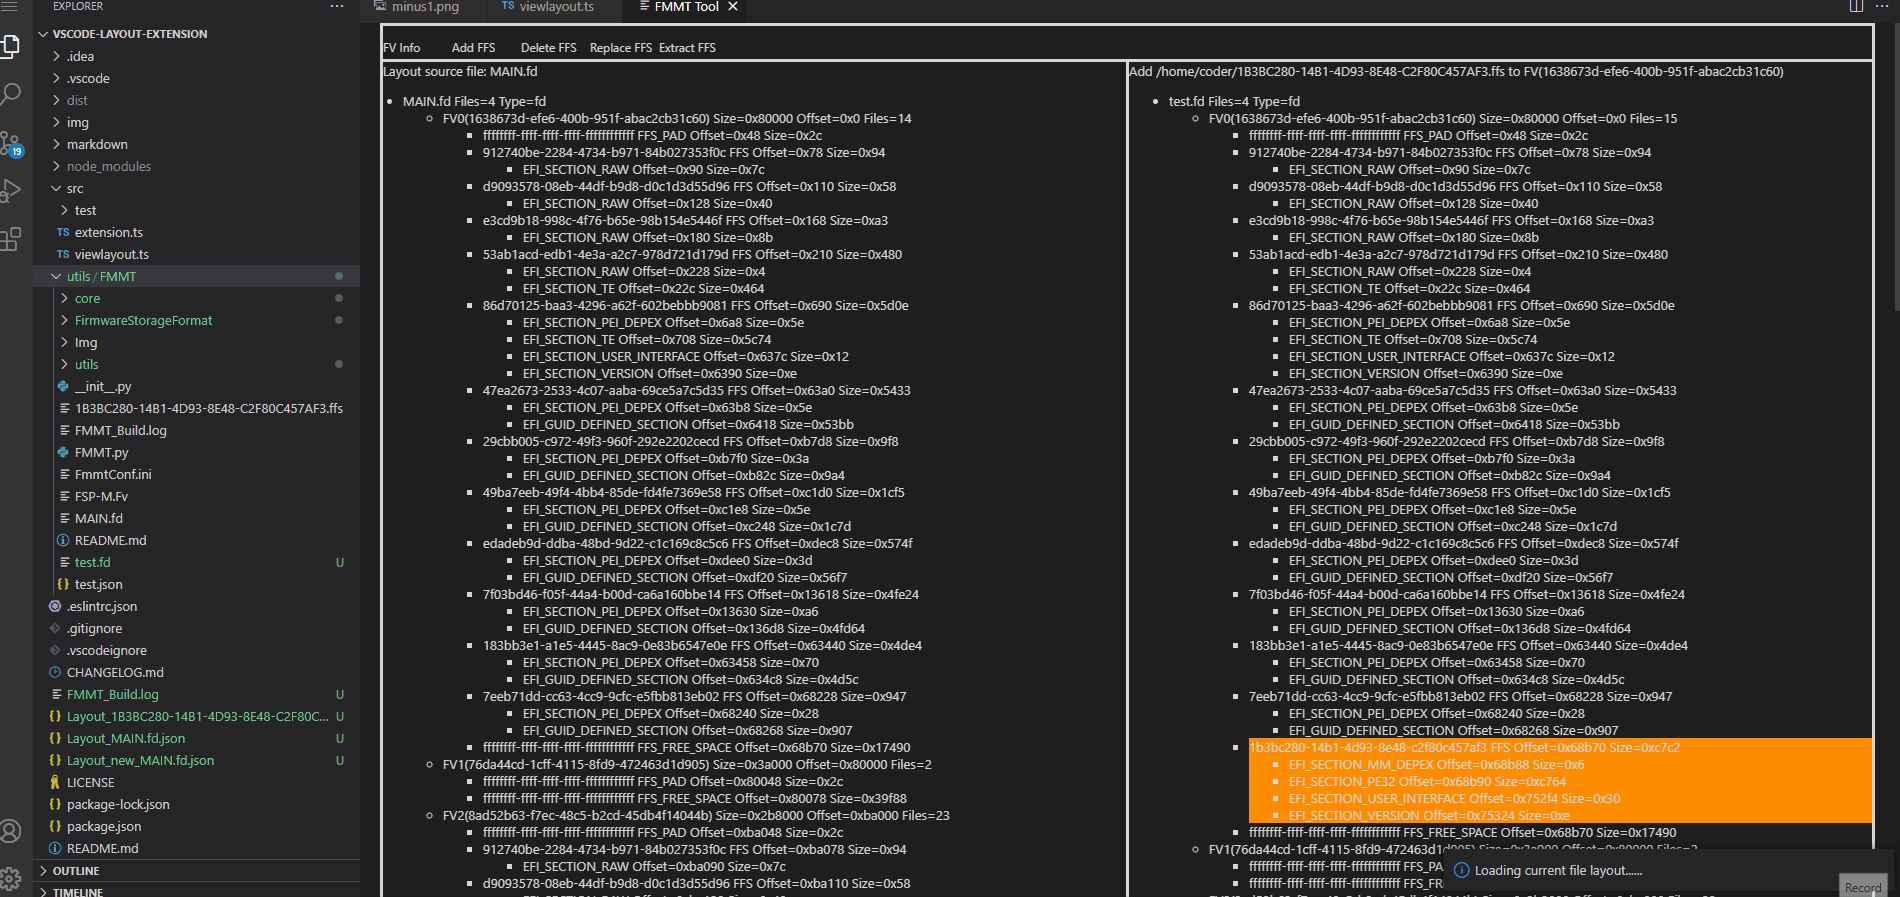 EXPLORER
VSCODE-LAYOUT-EXTENSION
.idea
.vscode
dist
img
markdown
node_modules
src
test
TS extension.ts
TS viewlayout.ts
utils / FMMT
core
FirmwareStorageFormat
Img
utils
__init__.py
1B3BC280-14B1-4D93-8E48-C2F80C457AF3.ffs
FMMT_Build.log
FMMT.py
FmmtConf.ini
FSP-M.Fv
MAIN.fd
README.md
test.fd U
{} test.json
.eslintrc.json
.gitignore
.vscodeignore
CHANGELOG.md
FMMT_Build.log U
{} Layout_1B3BC280-14B1-4D93-8E48-C2F80C... U
{} Layout_MAIN.fd.json U
{} Layout_new_MAIN.fd.json U
LICENSE
{} package-lock.json
{} package.json
README.md
OUTLINE
TIMELINE
19
minus1.png
TS viewlayout.ts
FMMT Tool
FV Info Add FFS Delete FFS Replace FFS Extract FFS
Layout source file: MAIN.fd
MAIN.fd Files=4 Type=fd
FV0(1638673d-efe6-400b-951f-abac2cb31c60) Size=0x80000 Offset=0x0 Files=14
ffffffff-ffff-ffff-ffff-ffffffffffff FFS_PAD Offset=0x48 Size=0x2c
912740be-2284-4734-b971-84b027353f0c FFS Offset=0x78 Size=0x94
EFI_SECTION_RAW Offset=0x90 Size=0x7c
d9093578-08eb-44df-b9d8-d0c1d3d55d96 FFS Offset=0x110 Size=0x58
EFI_SECTION_RAW Offset=0x128 Size=0x40
e3cd9b18-998c-4f76-b65e-98b154e5446f FFS Offset=0x168 Size=0xa3
EFI_SECTION_RAW Offset=0x180 Size=0x8b
53ab1acd-edb1-4e3a-a2c7-978d721d179d FFS Offset=0x210 Size=0x480
EFI_SECTION_RAW Offset=0x228 Size=0x4
EFI_SECTION_TE Offset=0x22c Size=0x464
86d70125-baa3-4296-a62f-602bebbb9081 FFS Offset=0x690 Size=0x5d0e
EFI_SECTION_PEI_DEPEX Offset=0x6a8 Size=0x5e
EFI_SECTION_TE Offset=0x708 Size=0x5c74
EFI_SECTION_USER_INTERFACE Offset=0x637c Size=0x12
EFI_SECTION_VERSION Offset=0x6390 Size=0xe
47ea2673-2533-4c07-aaba-69ce5a7c5d35 FFS Offset=0x63a0 Size=0x5433
EFI_SECTION_PEI_DEPEX Offset=0x63b8 Size=0x5e
EFI_GUID_DEFINED_SECTION Offset=0x6418 Size=0x53bb
29cbb005-c972-49f3-960f-292e2202cecd FFS Offset=0xb7d8 Size=0x9f8
EFI_SECTION_PEI_DEPEX Offset=0xb7f0 Size=0x3a
EFI_GUID_DEFINED_SECTION Offset=0xb82c Size=0x9a4
49ba7eeb-49f4-4bb4-85de-fd4fe7369e58 FFS Offset=0xc1d0 Size=0x1cf5
EFI_SECTION_PEI_DEPEX Offset=0xc1e8 Size=0x5e
EFI_GUID_DEFINED_SECTION Offset=0xc248 Size=0x1c7d
edadeb9d-ddba-48bd-9d22-c1c169c8c5c6 FFS Offset=0xdec8 Size=0x574f
EFI_SECTION_PEI_DEPEX Offset=0xdee0 Size=0x3d
EFI_GUID_DEFINED_SECTION Offset=0xdf20 Size=0x56f7
7f03bd46-f05f-44a4-b00d-ca6a160bbe14 FFS Offset=0x13618 Size=0x4fe24
EFI_SECTION_PEI_DEPEX Offset=0x13630 Size=0xa6
EFI_GUID_DEFINED_SECTION Offset=0x136d8 Size=0x4fd64
183bb3e1-a1e5-4445-8ac9-0e83b6547e0e FFS Offset=0x63440 Size=0x4de4
EFI_SECTION_PEI_DEPEX Offset=0x63458 Size=0x70
EFI_GUID_DEFINED_SECTION Offset=0x634c8 Size=0x4d5c
7eeb71dd-cc63-4cc9-9cfc-e5fbb813eb02 FFS Offset=0x68228 Size=0x947
EFI_SECTION_PEI_DEPEX Offset=0x68240 Size=0x28
EFI_GUID_DEFINED_SECTION Offset=0x68268 Size=0x907
ffffffff-ffff-ffff-ffff-ffffffffffff FFS_FREE_SPACE Offset=0x68b70 Size=0x17490
FV1(76da44cd-1cff-4115-8fd9-472463d1d905) Size=0x3a000 Offset=0x80000 Files=2
ffffffff-ffff-ffff-ffff-ffffffffffff FFS_PAD Offset=0x80048 Size=0x2c
ffffffff-ffff-ffff-ffff-ffffffffffff FFS_FREE_SPACE Offset=0x80078 Size=0x39f88
FV2(8ad52b63-f7ec-48c5-b2cd-45db4f14044b) Size=0x2b8000 Offset=0xba000 Files=23
ffffffff-ffff-ffff-ffff-ffffffffffff FFS_PAD Offset=0xba048 Size=0x2c
912740be-2284-4734-b971-84b027353f0c FFS Offset=0xba078 Size=0x94
EFI_SECTION_RAW Offset=0xba090 Size=0x7c
d9093578-08eb-44df-b9d8-d0c1d3d55d96 FFS Offset=0xba110 Size=0x58
Add /home/coder/1B3BC280-14B1-4D93-8E48-C2F80C457AF3.ffs to FV(1638673d-efe6-400b-951f-abac2cb31c60)
test.fd Files=4 Type=fd
FV0(1638673d-efe6-400b-951f-abac2cb31c60) Size=0x80000 Offset=0x0 Files=15
ffffffff-ffff-ffff-ffff-ffffffffffff FFS_PAD Offset=0x48 Size=0x2c
912740be-2284-4734-b971-84b027353f0c FFS Offset=0x78 Size=0x94
EFI_SECTION_RAW Offset=0x90 Size=0x7c
d9093578-08eb-44df-b9d8-d0c1d3d55d96 FFS Offset=0x110 Size=0x58
EFI_SECTION_RAW Offset=0x128 Size=0x40
e3cd9b18-998c-4f76-b65e-98b154e5446f FFS Offset=0x168 Size=0xa3
EFI_SECTION_RAW Offset=0x180 Size=0x8b
53ab1acd-edb1-4e3a-a2c7-978d721d179d FFS Offset=0x210 Size=0x480
EFI_SECTION_RAW Offset=0x228 Size=0x4
EFI_SECTION_TE Offset=0x22c Size=0x464
86d70125-baa3-4296-a62f-602bebbb9081 FFS Offset=0x690 Size=0x5d0e
EFI_SECTION_PEI_DEPEX Offset=0x6a8 Size=0x5e
EFI_SECTION_TE Offset=0x708 Size=0x5c74
EFI_SECTION_USER_INTERFACE Offset=0x637c Size=0x12
EFI_SECTION_VERSION Offset=0x6390 Size=0xe
47ea2673-2533-4c07-aaba-69ce5a7c5d35 FFS Offset=0x63a0 Size=0x5433
EFI_SECTION_PEI_DEPEX Offset=0x63b8 Size=0x5e
EFI_GUID_DEFINED_SECTION Offset=0x6418 Size=0x53bb
29cbb005-c972-49f3-960f-292e2202cecd FFS Offset=0xb7d8 Size=0x9f8
EFI_SECTION_PEI_DEPEX Offset=0xb7f0 Size=0x3a
EFI_GUID_DEFINED_SECTION Offset=0xb82c Size=0x9a4
49ba7eeb-49f4-4bb4-85de-fd4fe7369e58 FFS Offset=0xc1d0 Size=0x1cf5
EFI_SECTION_PEI_DEPEX Offset=0xc1e8 Size=0x5e
EFI_GUID_DEFINED_SECTION Offset=0xc248 Size=0x1c7d
edadeb9d-ddba-48bd-9d22-c1c169c8c5c6 FFS Offset=0xdec8 Size=0x574f
EFI_SECTION_PEI_DEPEX Offset=0xdee0 Size=0x3d
EFI_GUID_DEFINED_SECTION Offset=0xdf20 Size=0x56f7
7f03bd46-f05f-44a4-b00d-ca6a160bbe14 FFS Offset=0x13618 Size=0x4fe24
EFI_SECTION_PEI_DEPEX Offset=0x13630 Size=0xa6
EFI_GUID_DEFINED_SECTION Offset=0x136d8 Size=0x4fd64
183bb3e1-a1e5-4445-8ac9-0e83b6547e0e FFS Offset=0x63440 Size=0x4de4
EFI_SECTION_PEI_DEPEX Offset=0x63458 Size=0x70
EFI_GUID_DEFINED_SECTION Offset=0x634c8 Size=0x4d5c
7eeb71dd-cc63-4cc9-9cfc-e5fbb813eb02 FFS Offset=0x68228 Size=0x947
EFI_SECTION_PEI_DEPEX Offset=0x68240 Size=0x28
EFI_GUID_DEFINED_SECTION Offset=0x68268 Size=0x907
1b3bc280-14b1-4d93-8e48-c2f80c457af3 FFS Offset=0x68b70 Size=0xc7c2
EFI_SECTION_MM_DEPEX Offset=0x68b88 Size=0x6
EFI_SECTION_PE32 Offset=0x68b90 Size=0xc764
EFI_SECTION_USER_INTERFACE Offset=0x752f4 Size=0x30
EFI_SECTION_VERSION Offset=0x75324 Size=0xe
ffffffff-ffff-ffff-ffff-ffffffffffff FFS_FREE_SPACE Offset=0x68b70 Size=0x17490
FV1(76da44cd-1cff-4115-8fd9-472463d1d905) Size=0x3a000 Offset=0x80000 Files=2
ffffffff-ffff-ffff-ffff-ffffffffffff FFS_PA
ffffffff-ffff-ffff-ffff-ffffffffffff FFS_FR
Loading current file layout......
Record